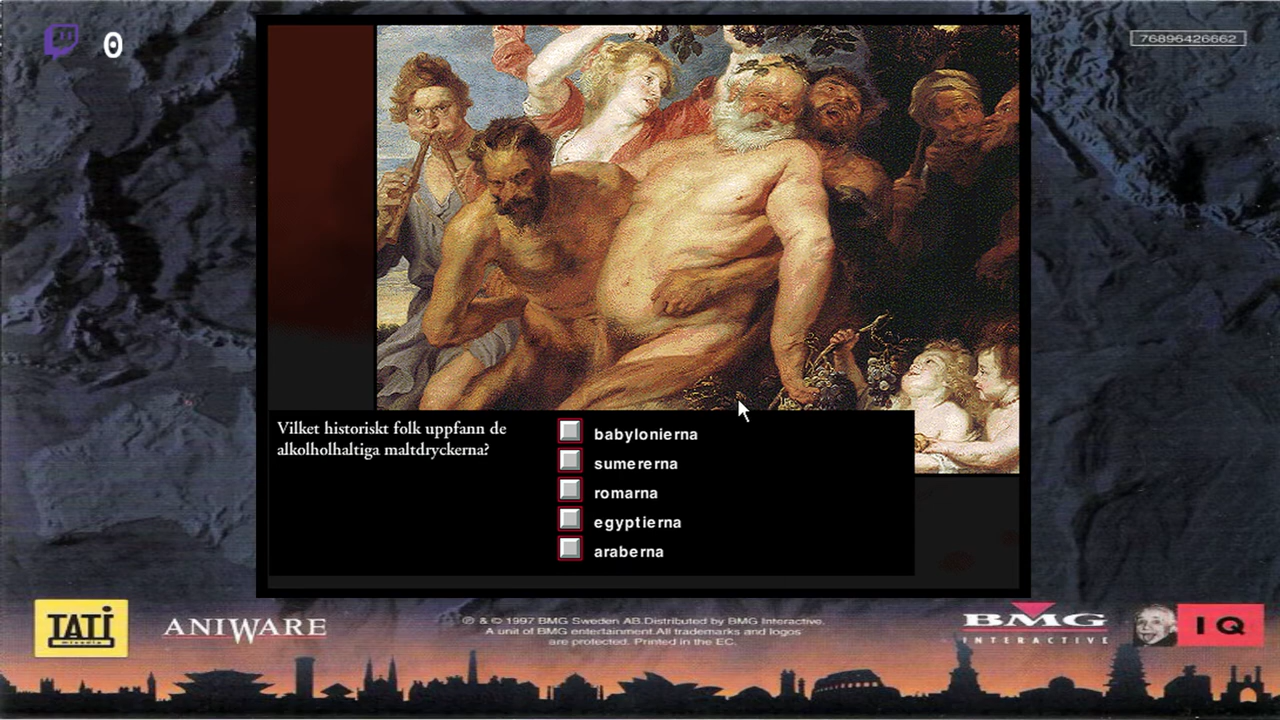 0
76896426662
Vilket historiskt folk uppfann de
alkolholhaltiga maltdryckerna?
babylonierna
sumererna
romarna
egyptierna
araberna
TATi
mixedia
ANIWARE
℗ & © 1997 BMG Sweden AB.Distributed by BMG Interactive.
A unit of BMG entertainment.All trademarks and logos
are protected. Printed in the EC.
BMG
INTERACTIVE
IQ